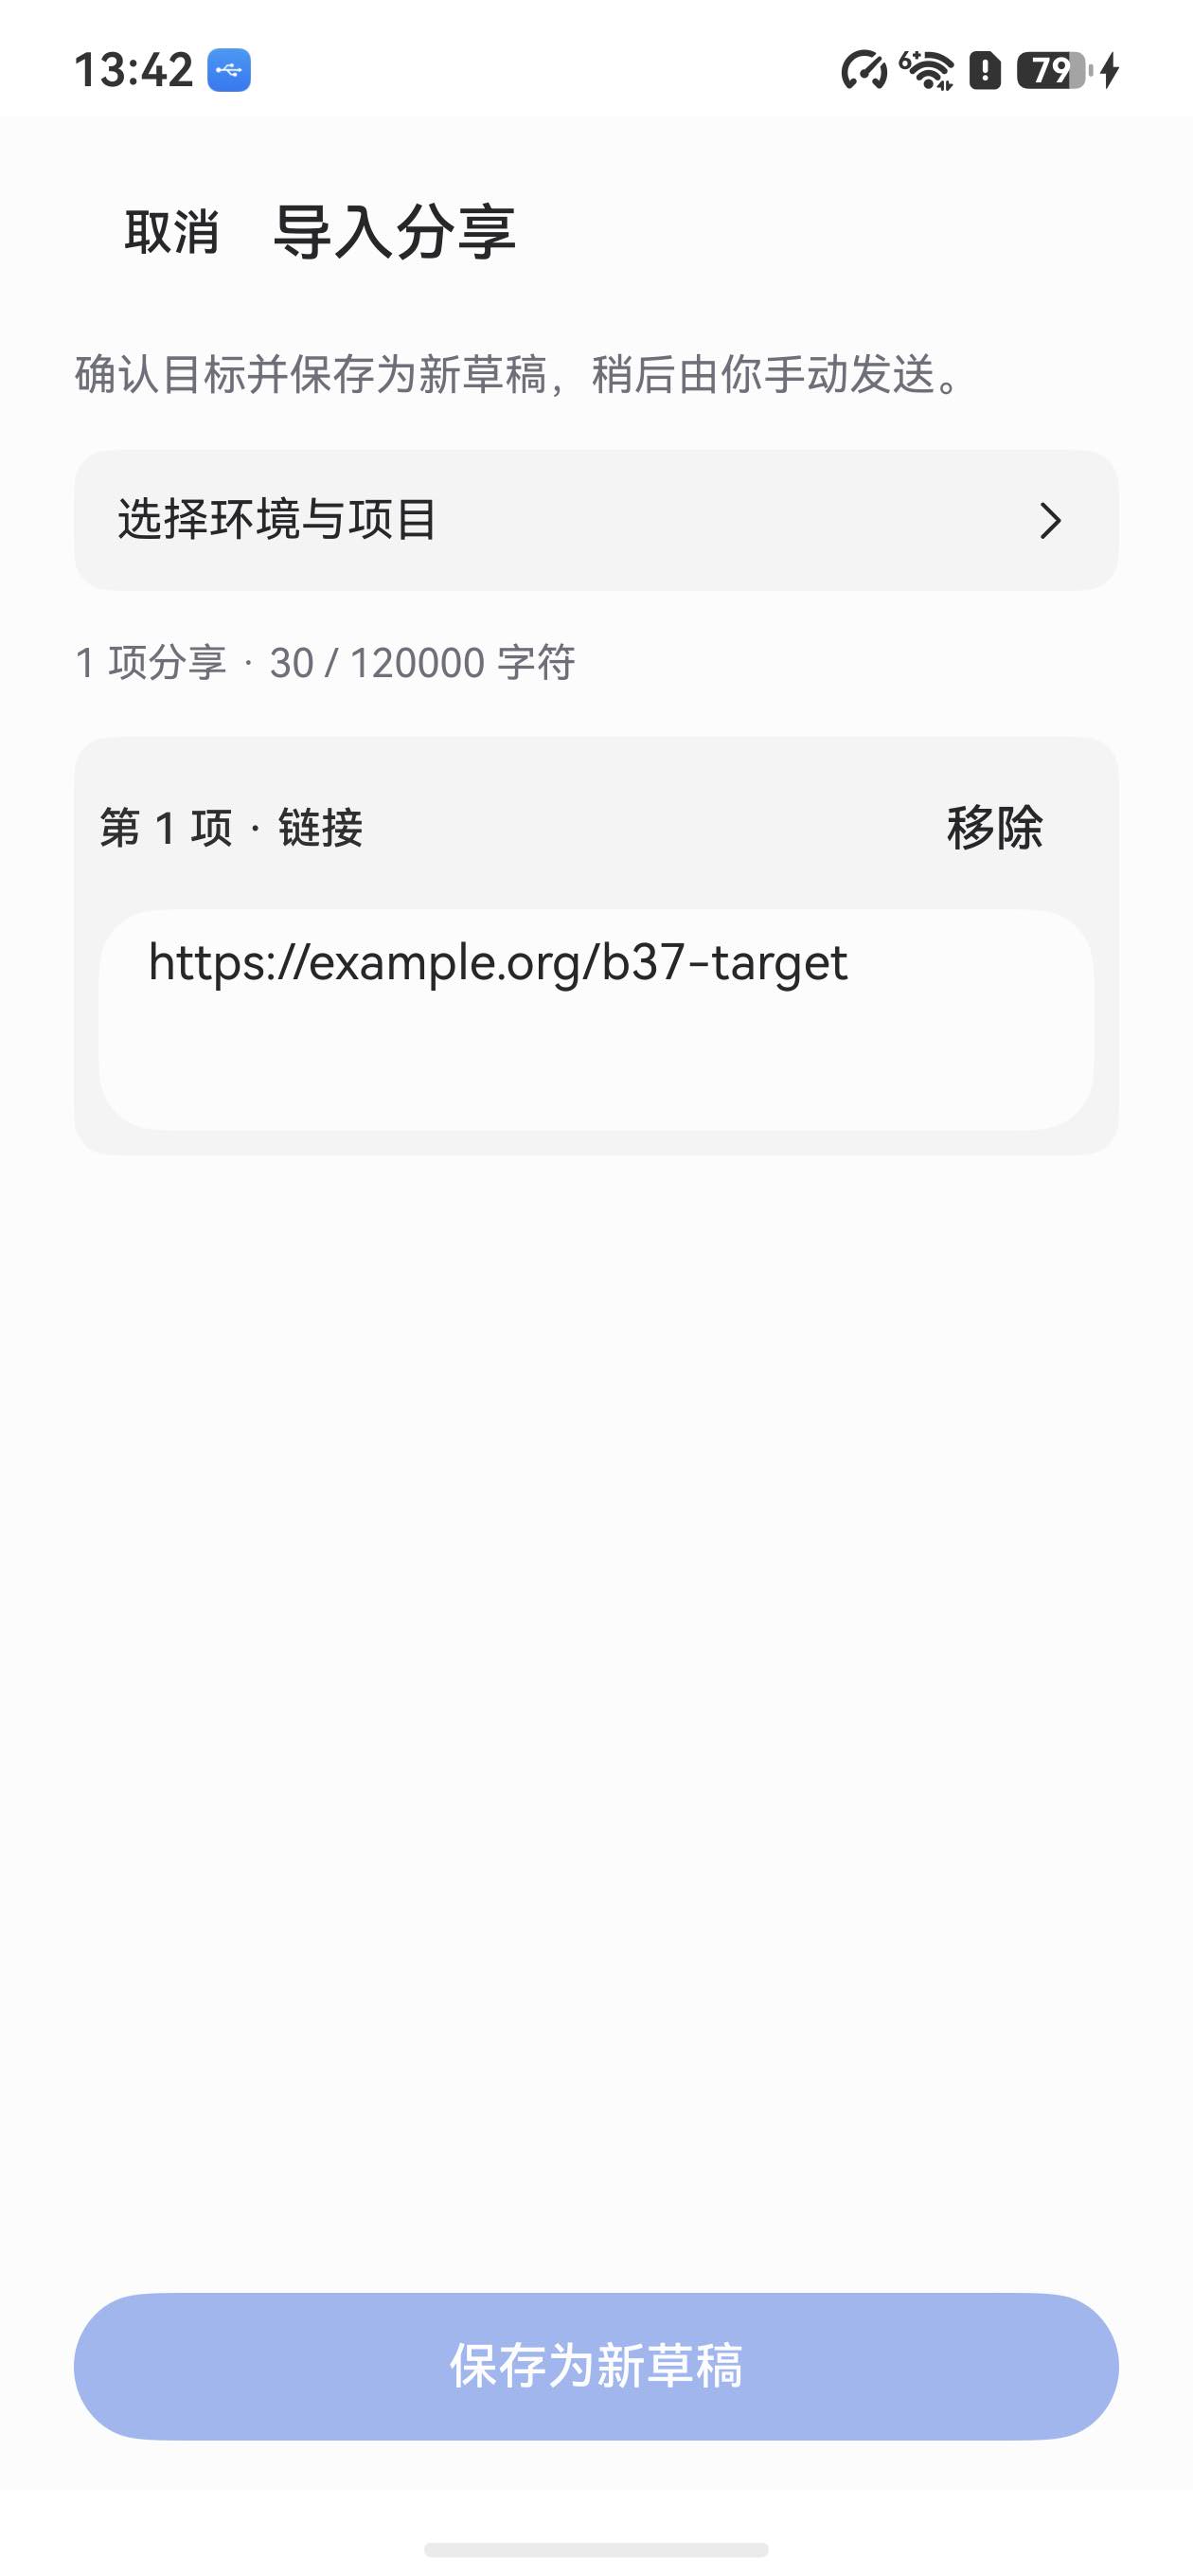 13:42
79
取消 导入分享
确认目标并保存为新草稿，稍后由你手动发送。
选择环境与项目
1 项分享 · 30 / 120000 字符
第 1 项 · 链接 移除
https://example.org/b37-target
保存为新草稿